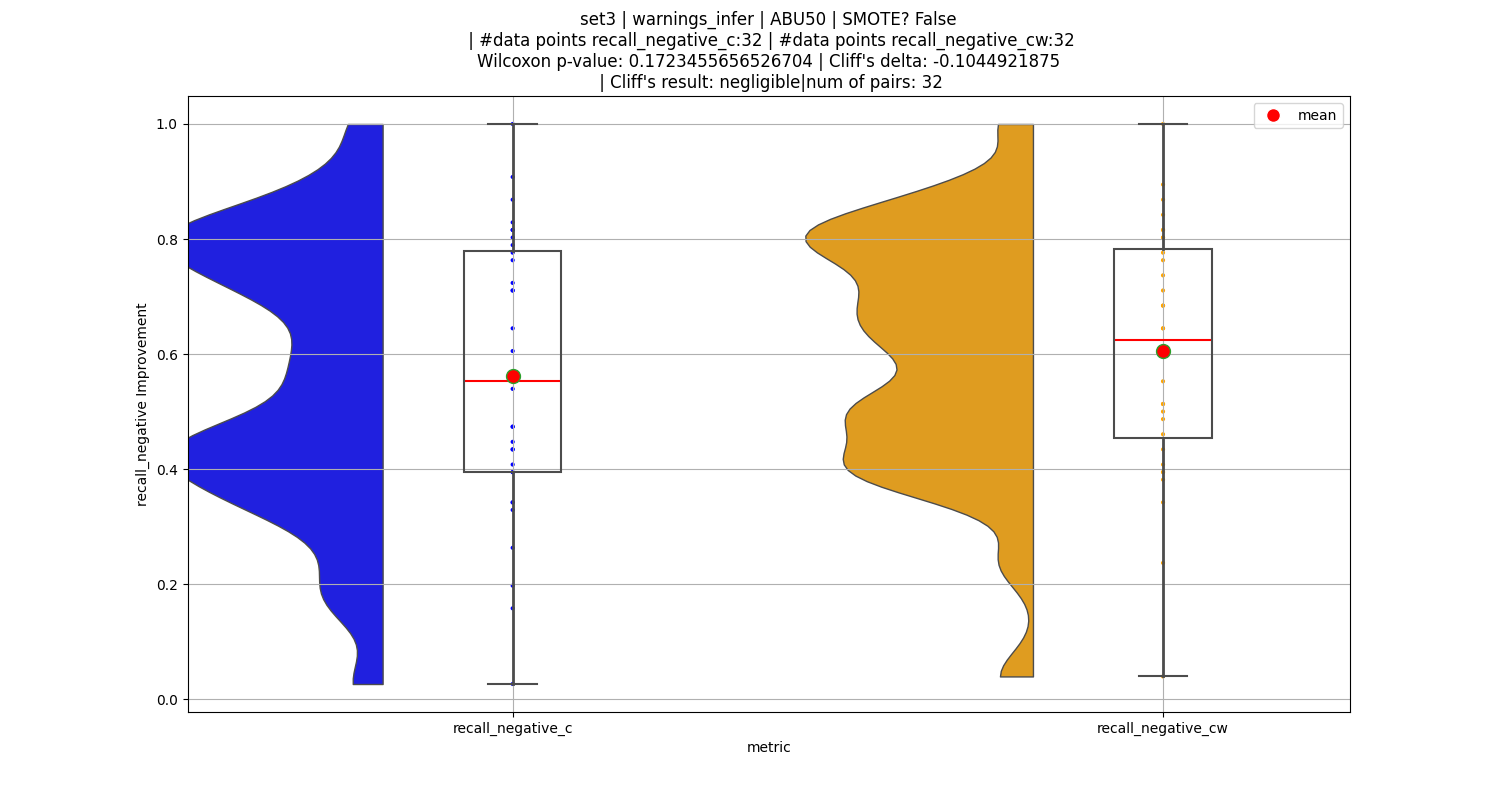 set3 | warnings_infer | ABU50 | SMOTE? False
| #data points recall_negative_c:32 | #data points recall_negative_cw:32
Wilcoxon p-value: 0.1723455656526704 | Cliff's delta: -0.1044921875
| Cliff's result: negligible|num of pairs: 32
mean
1.0
0.8
0.6
0.4
0.2
0.0
recall_negative Improvement
recall_negative_c
recall_negative_cw
metric